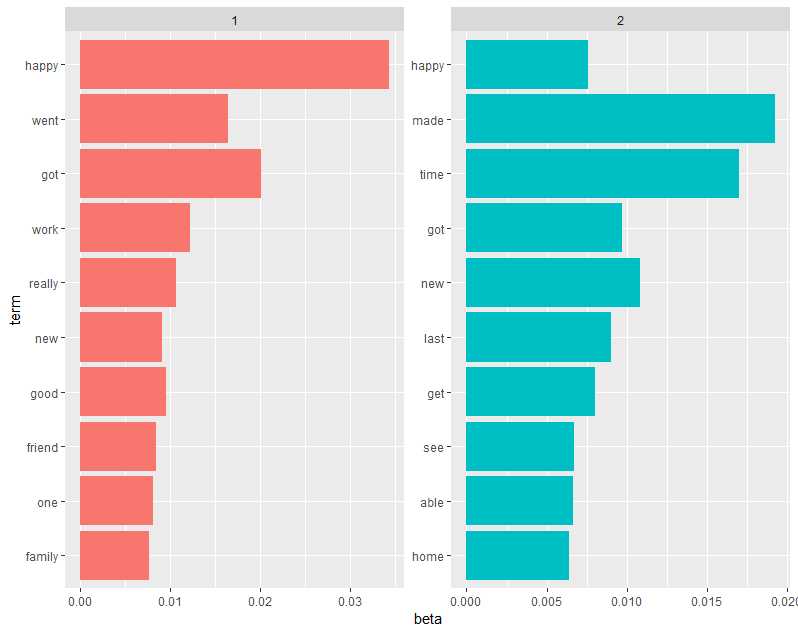 1
2
term
happy
went
got
work
really
new
good
friend
one
family
0.00
0.01
0.02
0.03
happy
made
time
got
new
last
get
see
able
home
0.000
0.005
0.010
0.015
0.020
beta